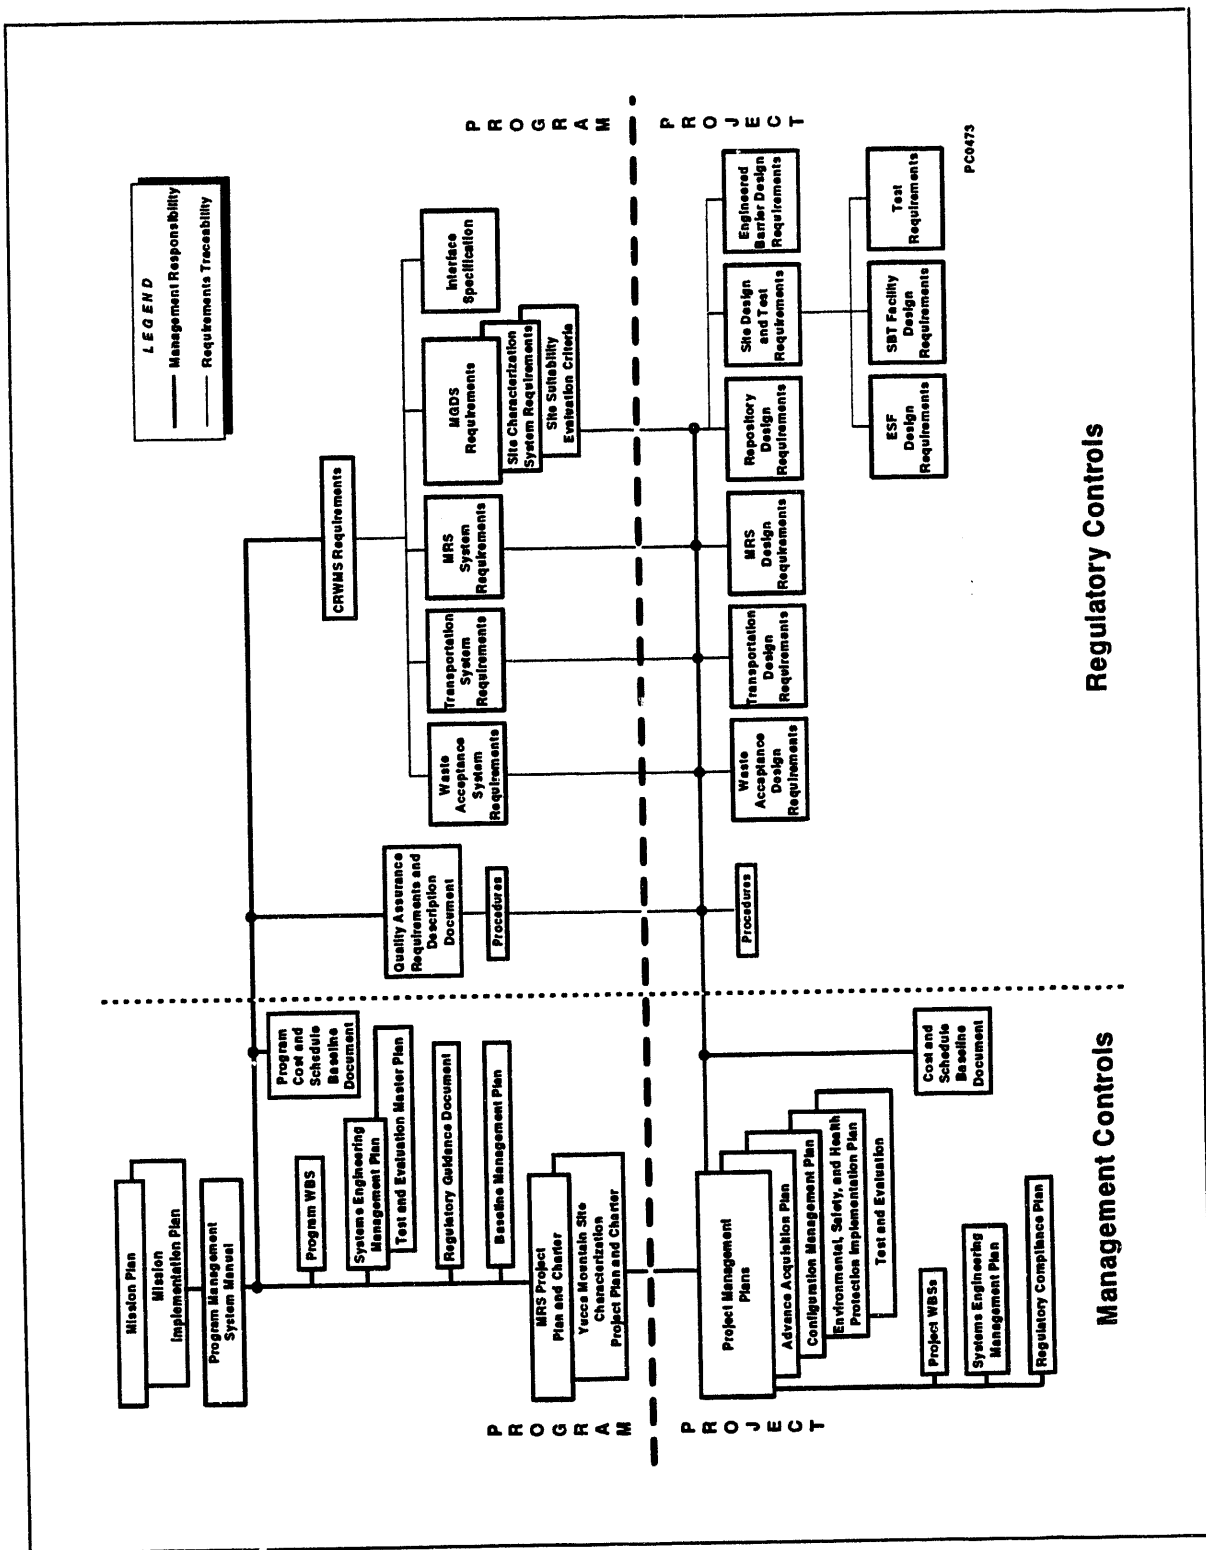 LEGEND
Management Responsibility
Requirements Traceability
Mission Plan
Mission
Implementation Plan
Program Management
System Manual
Program
Cost and
Schedule
Baseline
Document
Program WBS
Systems Engineering
Management Plan
Test and Evaluation Master Plan
Regulatory Guidance Document
Baseline Management Plan
MRS Project
Plan and Charter
Yucca Mountain Site
Characterization
Project Plan and Charter
CRWMS Requirements
Quality Assurance
Requirements and
Description
Document
Procedures
Waste
Acceptance
System
Requirements
Transportation
System
Requirements
MRS
System
Requirements
MGDS
Requirements
Site Characterization
System Requirements
Site Suitability
Evaluation Criteria
Interface
Specification
PROGRAM
PROGRAM
PROJECT
PROJECT
Project Management
Plans
Advance Acquisition Plan
Configuration Management Plan
Environmental, Safety, and Health
Protection Implementation Plan
Test and Evaluation
Project WBSs
Systems Engineering
Management Plan
Regulatory Compliance Plan
Cost and
Schedule
Baseline
Document
Procedures
Waste
Acceptance
Design
Requirements
Transportation
Design
Requirements
MRS
Design
Requirements
Repository
Design
Requirements
Site Design
and Test
Requirements
Engineered
Barrier Design
Requirements
ESF
Design
Requirements
SBT Facility
Design
Requirements
Test
Requirements
PC0473
Management Controls
Regulatory Controls